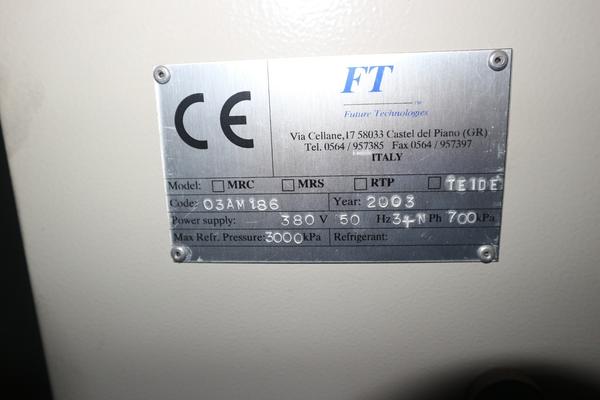 CE
FT
TM
Future Technologies
Via Cellane,17 58033 Castel del Piano (GR)
Tel. 0564 / 957385 Fax 0564 / 957397
ITALY
Model: MRC MRS RTP TEIDE
Code: 03AM186 Year: 2003
Power supply: 380 V 50 Hz 3+N Ph 700 kPa
Max Refr. Pressure: 3000 kPa Refrigerant: